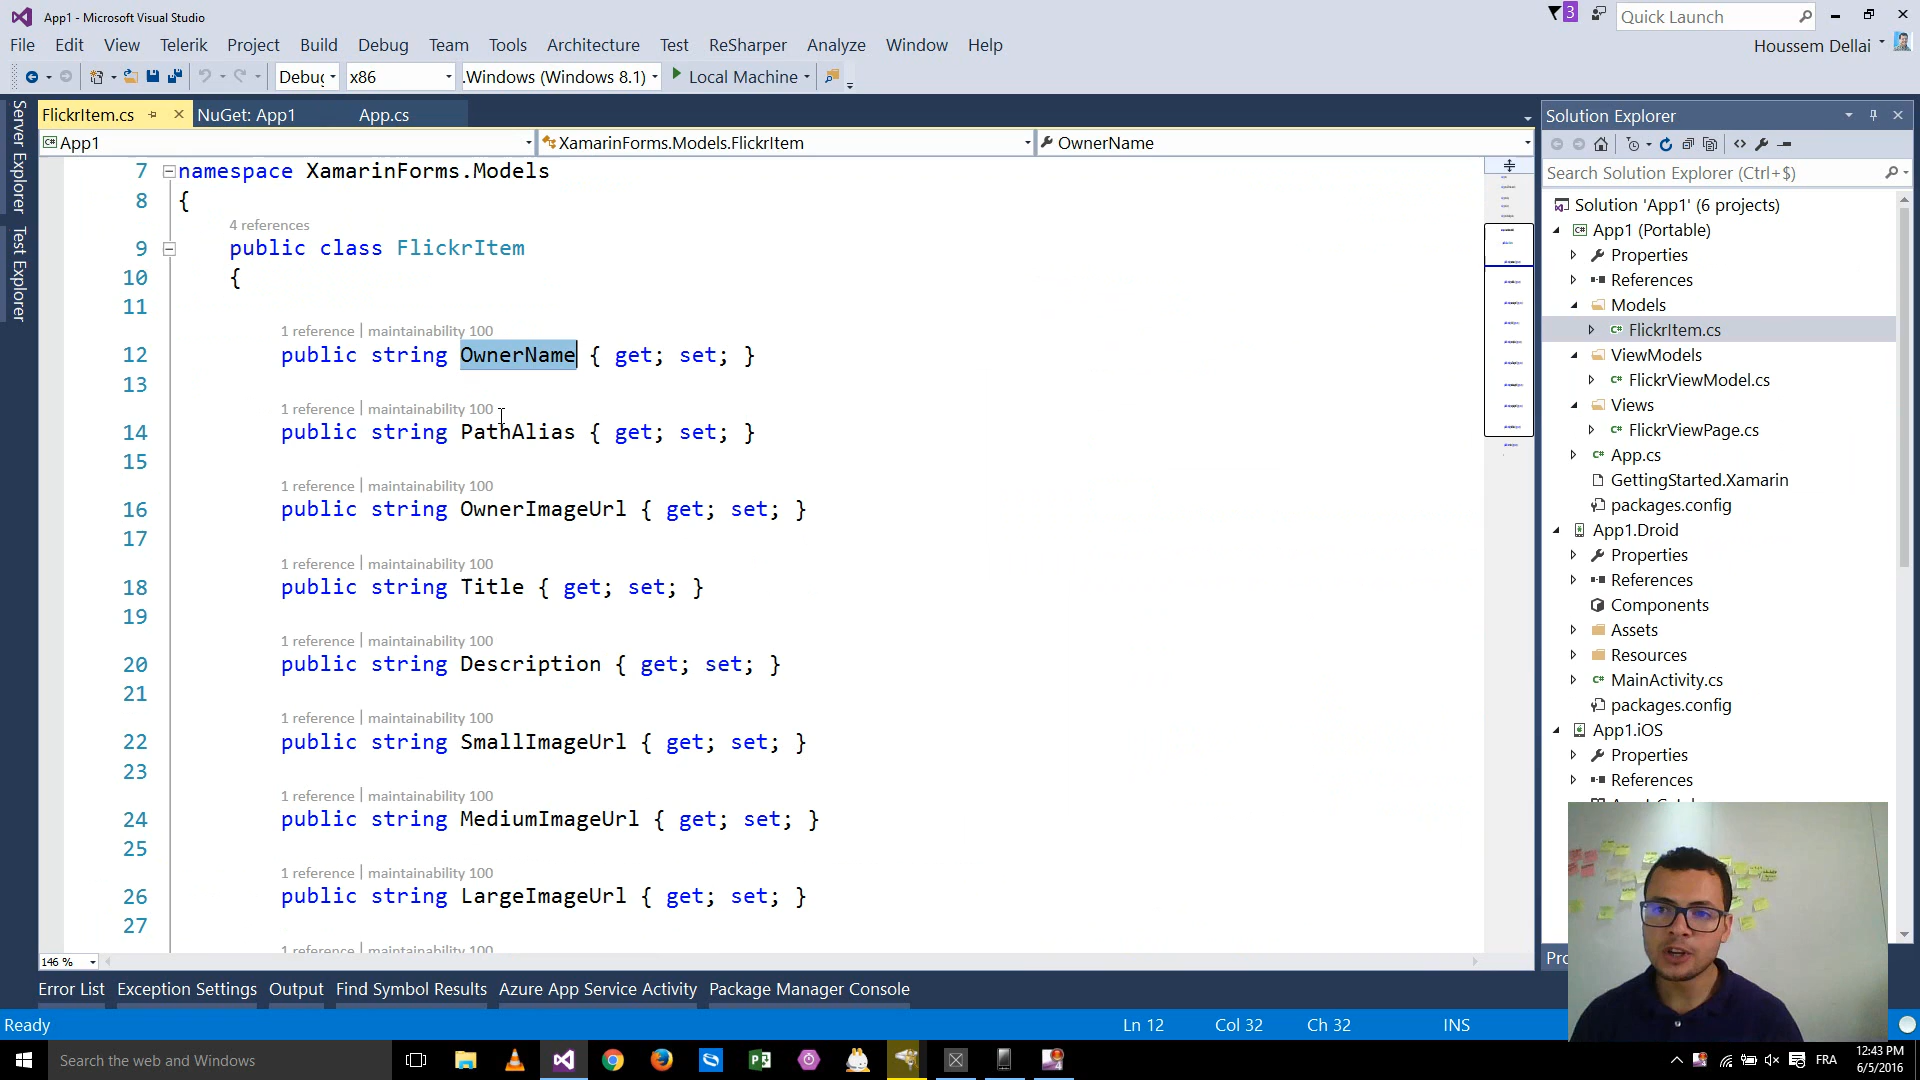 App1 - Microsoft Visual Studio
3
Quick Launch
File Edit View Telerik Project Build Debug Team Tools Architecture Test ReSharper Analyze Window Help
Houssem Dellai
x86
.Windows (Windows 8.1)
Local Machine
FlickrItem.cs
NuGet: App1
App.cs
Server Explorer
Test Explorer
App1
XamarinForms.Models.FlickrItem
OwnerName
7 namespace XamarinForms.Models
8 {
4 references
9 public class FlickrItem
10 {
11
1 reference | maintainability 100
12 public string OwnerName { get; set; }
13
1 reference | maintainability 100
14 public string PathAlias { get; set; }
15
1 reference | maintainability 100
16 public string OwnerImageUrl { get; set; }
17
1 reference | maintainability 100
18 public string Title { get; set; }
19
1 reference | maintainability 100
20 public string Description { get; set; }
21
1 reference | maintainability 100
22 public string SmallImageUrl { get; set; }
23
1 reference | maintainability 100
24 public string MediumImageUrl { get; set; }
25
1 reference | maintainability 100
26 public string LargeImageUrl { get; set; }
27
1 reference | maintainability 100
146 %
Solution Explorer
Search Solution Explorer (Ctrl+$)
Solution 'App1' (6 projects)
App1 (Portable)
Properties
References
Models
FlickrItem.cs
ViewModels
FlickrViewModel.cs
Views
FlickrViewPage.cs
App.cs
GettingStarted.Xamarin
packages.config
App1.Droid
Properties
References
Components
Assets
Resources
MainActivity.cs
packages.config
App1.iOS
Properties
References
Error List Exception Settings Output Find Symbol Results Azure App Service Activity Package Manager Console
Ready
Ln 12
Col 32
Ch 32
INS
Search the web and Windows
FRA
12:43 PM
6/5/2016